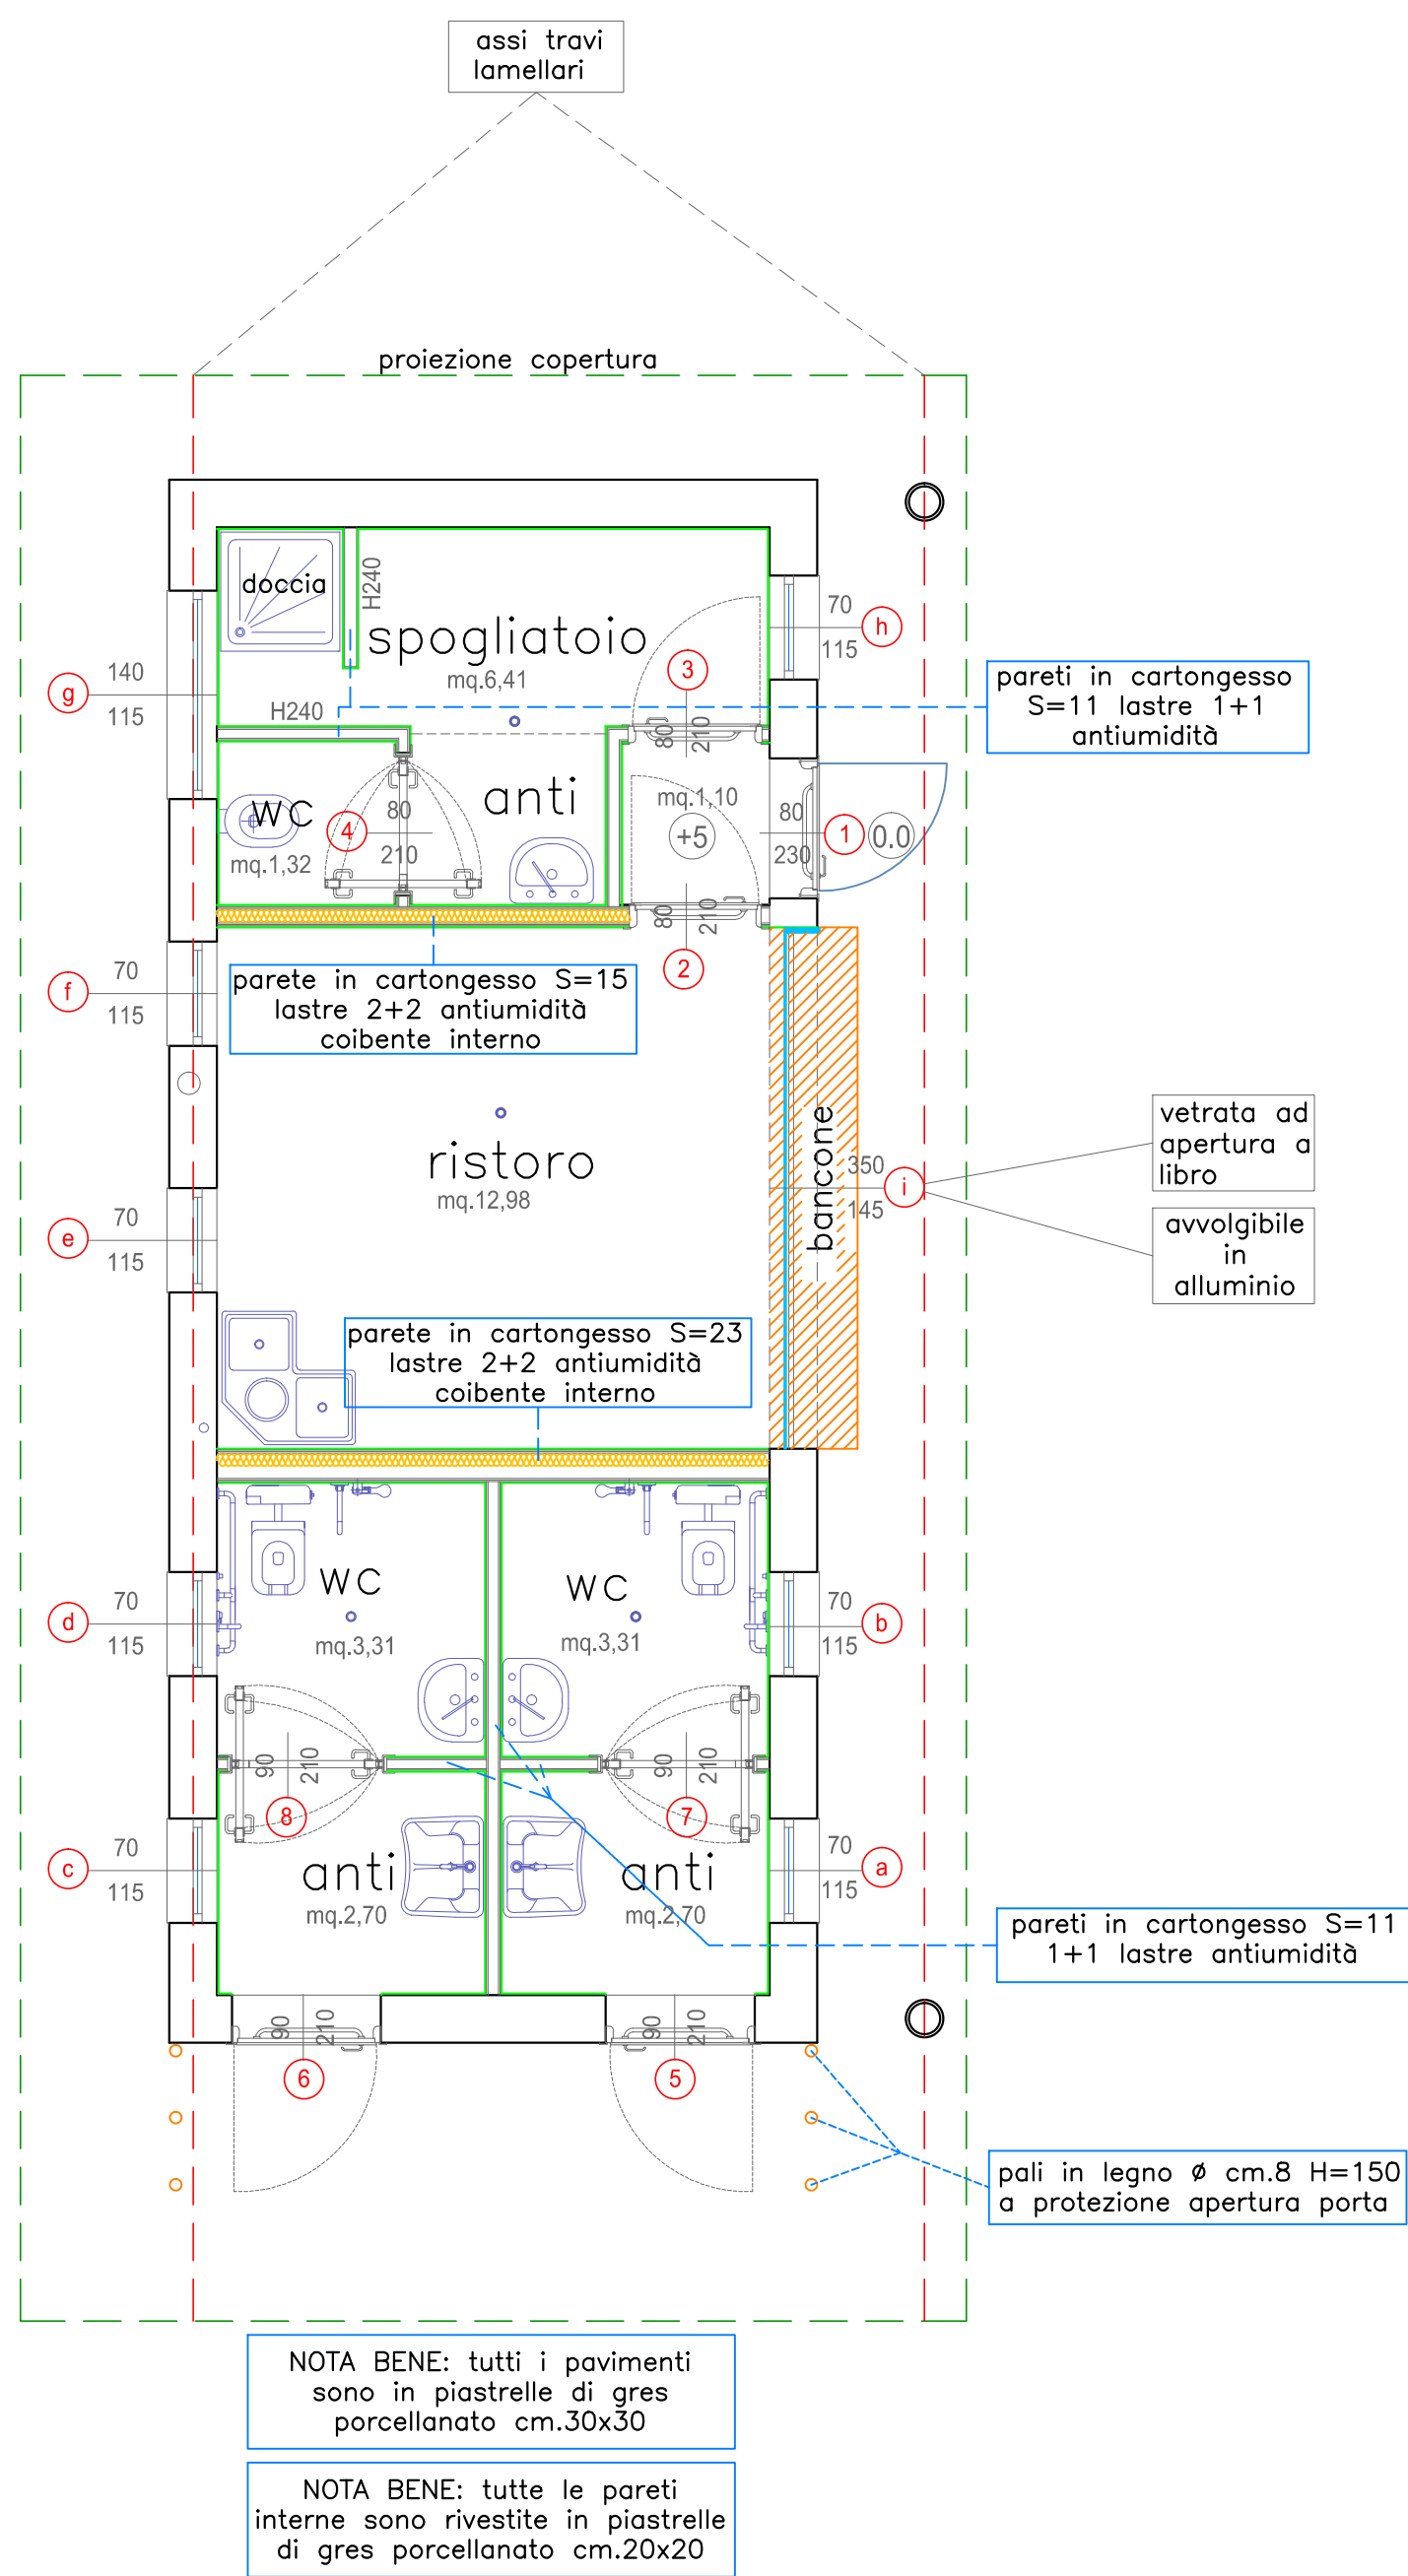 assi travi
lamellari
proiezione copertura
doccia
H240
spogliatoio
mq.6,41
70
115
h
3
140
115
g
H240
80
210
pareti in cartongesso
S=11 lastre 1+1
antiumidità
wc
mq.1,32
4
80
210
anti
mq.1,10
+5
80
230
1
0.0
80
210
2
70
115
f
parete in cartongesso S=15
lastre 2+2 antiumidità
coibente interno
ristoro
mq.12,98
bancone
350
145
i
vetrata ad
apertura a
libro
avvolgibile
in
alluminio
70
115
e
parete in cartongesso S=23
lastre 2+2 antiumidità
coibente interno
wc
mq.3,31
wc
mq.3,31
70
115
d
70
115
b
90
210
8
90
210
7
anti
mq.2,70
anti
mq.2,70
70
115
c
70
115
a
pareti in cartongesso S=11
1+1 lastre antiumidità
90
210
6
90
210
5
pali in legno ø cm.8 H=150
a protezione apertura porta
NOTA BENE: tutti i pavimenti
sono in piastrelle di gres
porcellanato cm.30x30
NOTA BENE: tutte le pareti
interne sono rivestite in piastrelle
di gres porcellanato cm.20x20